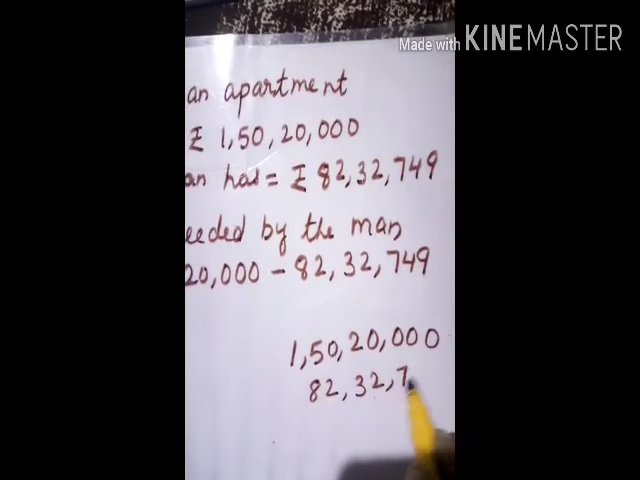 Made with KINEMASTER
an apartment
₹ 1,50,20,000
an has = ₹ 82,32,749
eeded by the man
20,000 - 82,32,749
1,50,20,000
82,32,7